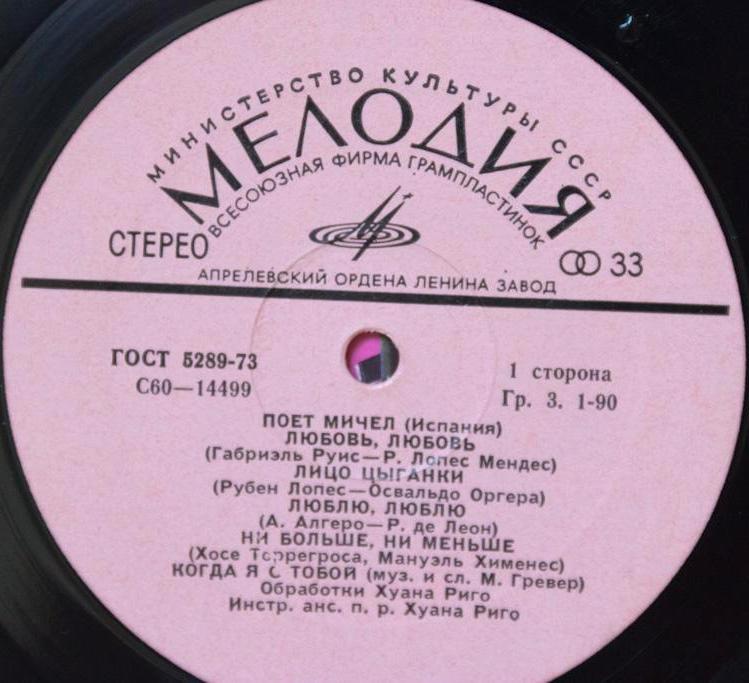 МИНИСТЕРСТВО КУЛЬТУРЫ СССР
МЕЛОДИЯ
ВСЕСОЮЗНАЯ ФИРМА ГРАМПЛАСТИНОК
СТЕРЕО
33
АПРЕЛЕВСКИЙ ОРДЕНА ЛЕНИНА ЗАВОД
ГОСТ 5289-73
С60—14499
1 сторона
Гр. 3. 1-90
ПОЕТ МИЧЕЛ (Испания)
ЛЮБОВЬ, ЛЮБОВЬ
(Габриэль Руис—Р. Лопес Мендес)
ЛИЦО ЦЫГАНКИ
(Рубен Лопес—Освальдо Оргера)
ЛЮБЛЮ, ЛЮБЛЮ
(А. Алгеро—Р. де Леон)
НИ БОЛЬШЕ, НИ МЕНЬШЕ
(Хосе Торрегроса, Мануэль Хименес)
КОГДА Я С ТОБОЙ (муз. и сл. М. Гревер)
Обработки Хуана Риго
Инстр. анс. п. р. Хуана Риго